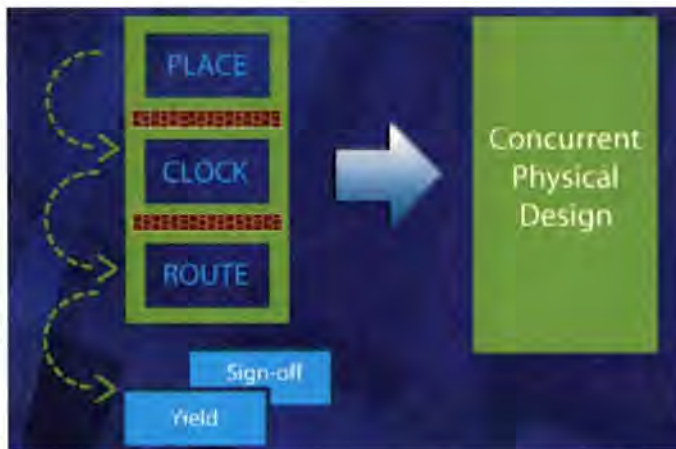 PLACE
CLOCK
ROUTE
Sign-off
Yield
Concurrent
Physical
Design